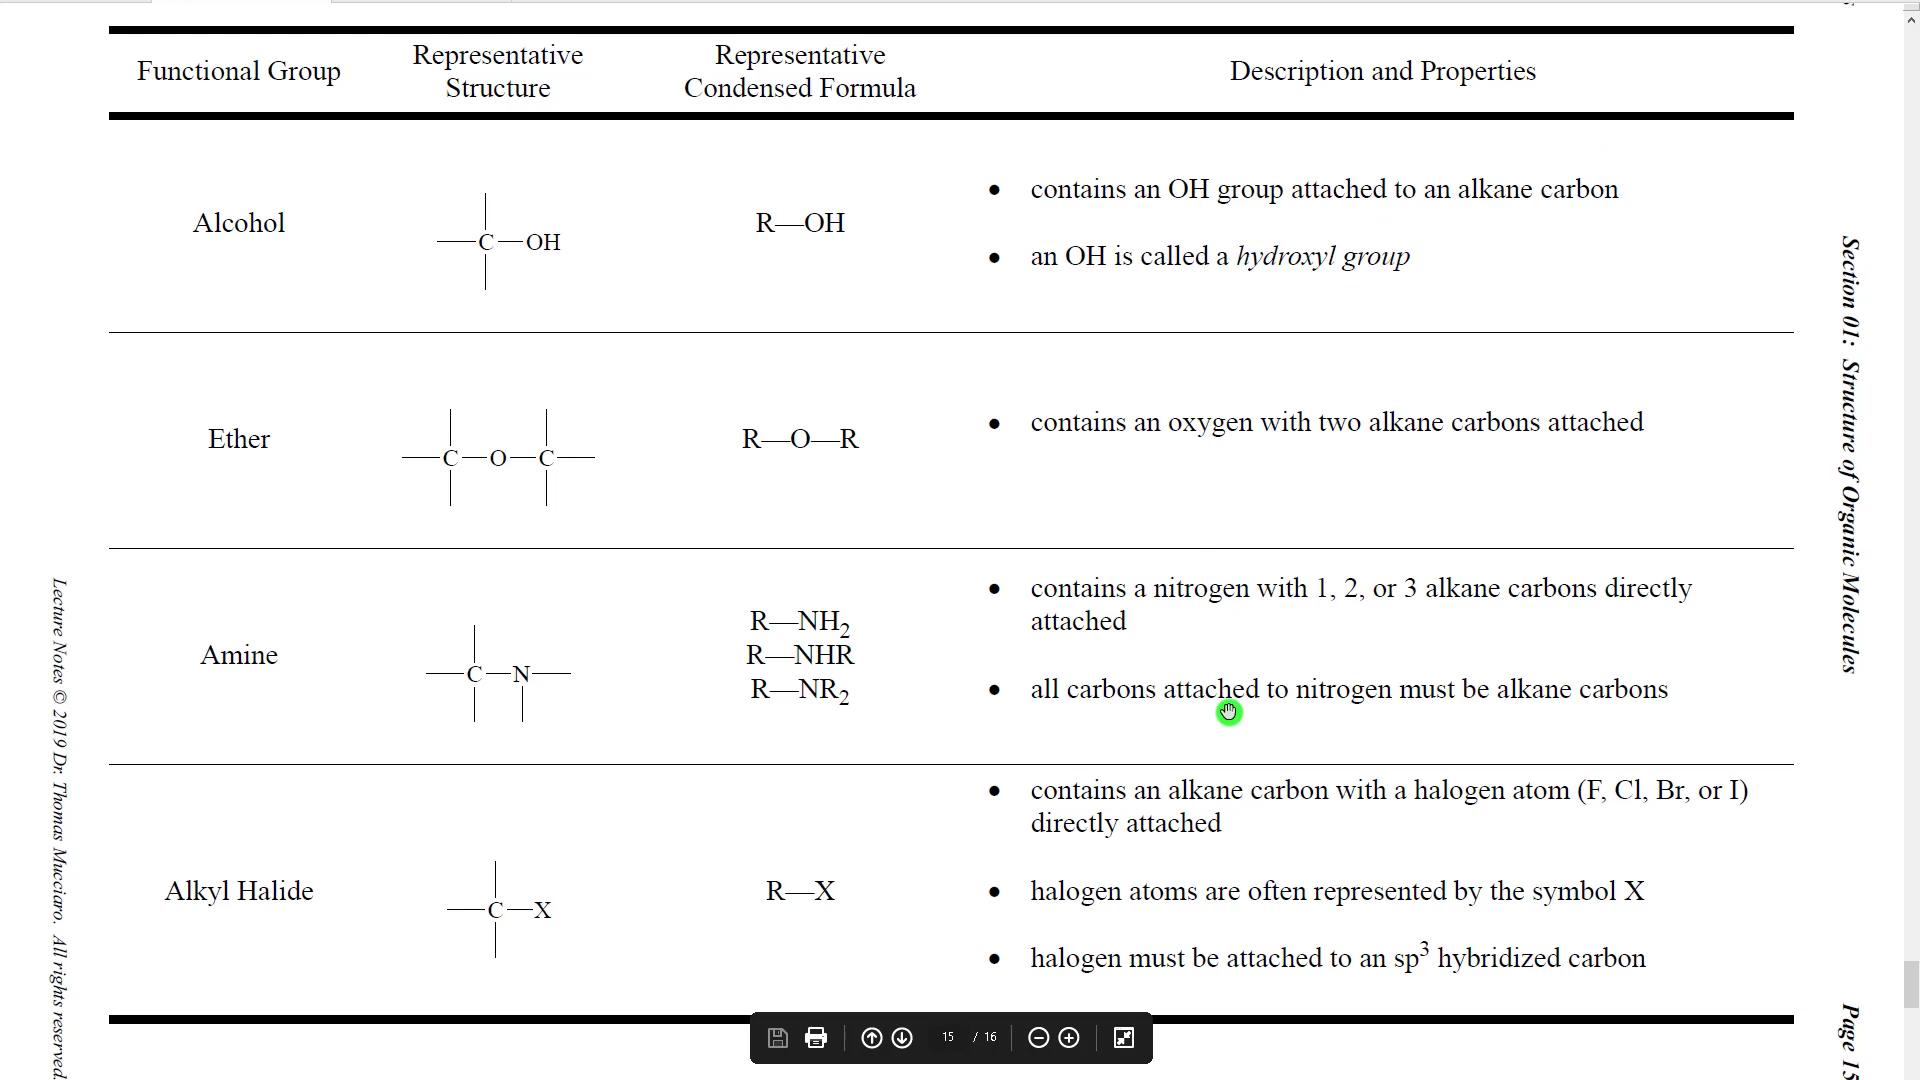 Functional Group
Representative
Structure
Representative
Condensed Formula
Description and Properties
Alcohol
C
OH
R—OH
• contains an OH group attached to an alkane carbon
• an OH is called a hydroxyl group
Ether
C—O—C
R—O—R
• contains an oxygen with two alkane carbons attached
Amine
C—N
R—NH₂
R—NHR
R—NR₂
• contains a nitrogen with 1, 2, or 3 alkane carbons directly
attached
• all carbons attached to nitrogen must be alkane carbons
Alkyl Halide
C—X
R—X
• contains an alkane carbon with a halogen atom (F, Cl, Br, or I)
directly attached
• halogen atoms are often represented by the symbol X
• halogen must be attached to an sp³ hybridized carbon
Section 01: Structure of Organic Molecules
Page 15
Lecture Notes © 2019 Dr. Thomas Mucciaro. All rights reserved.
15 / 16